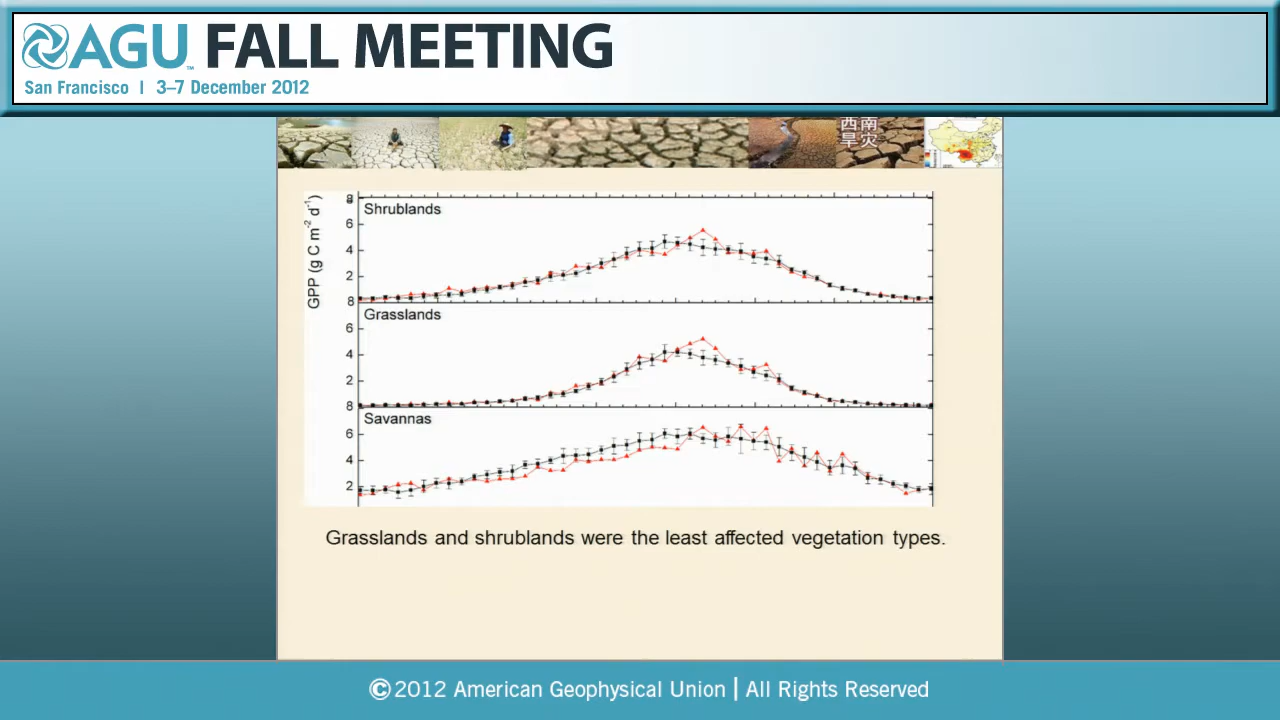 AGU™ FALL MEETING
San Francisco | 3–7 December 2012
西南
旱灾
GPP (g C m-2 d-1)
8
Shrublands
6
4
2
8
Grasslands
6
4
2
8
Savannas
6
4
2
Grasslands and shrublands were the least affected vegetation types.
©2012 American Geophysical Union | All Rights Reserved